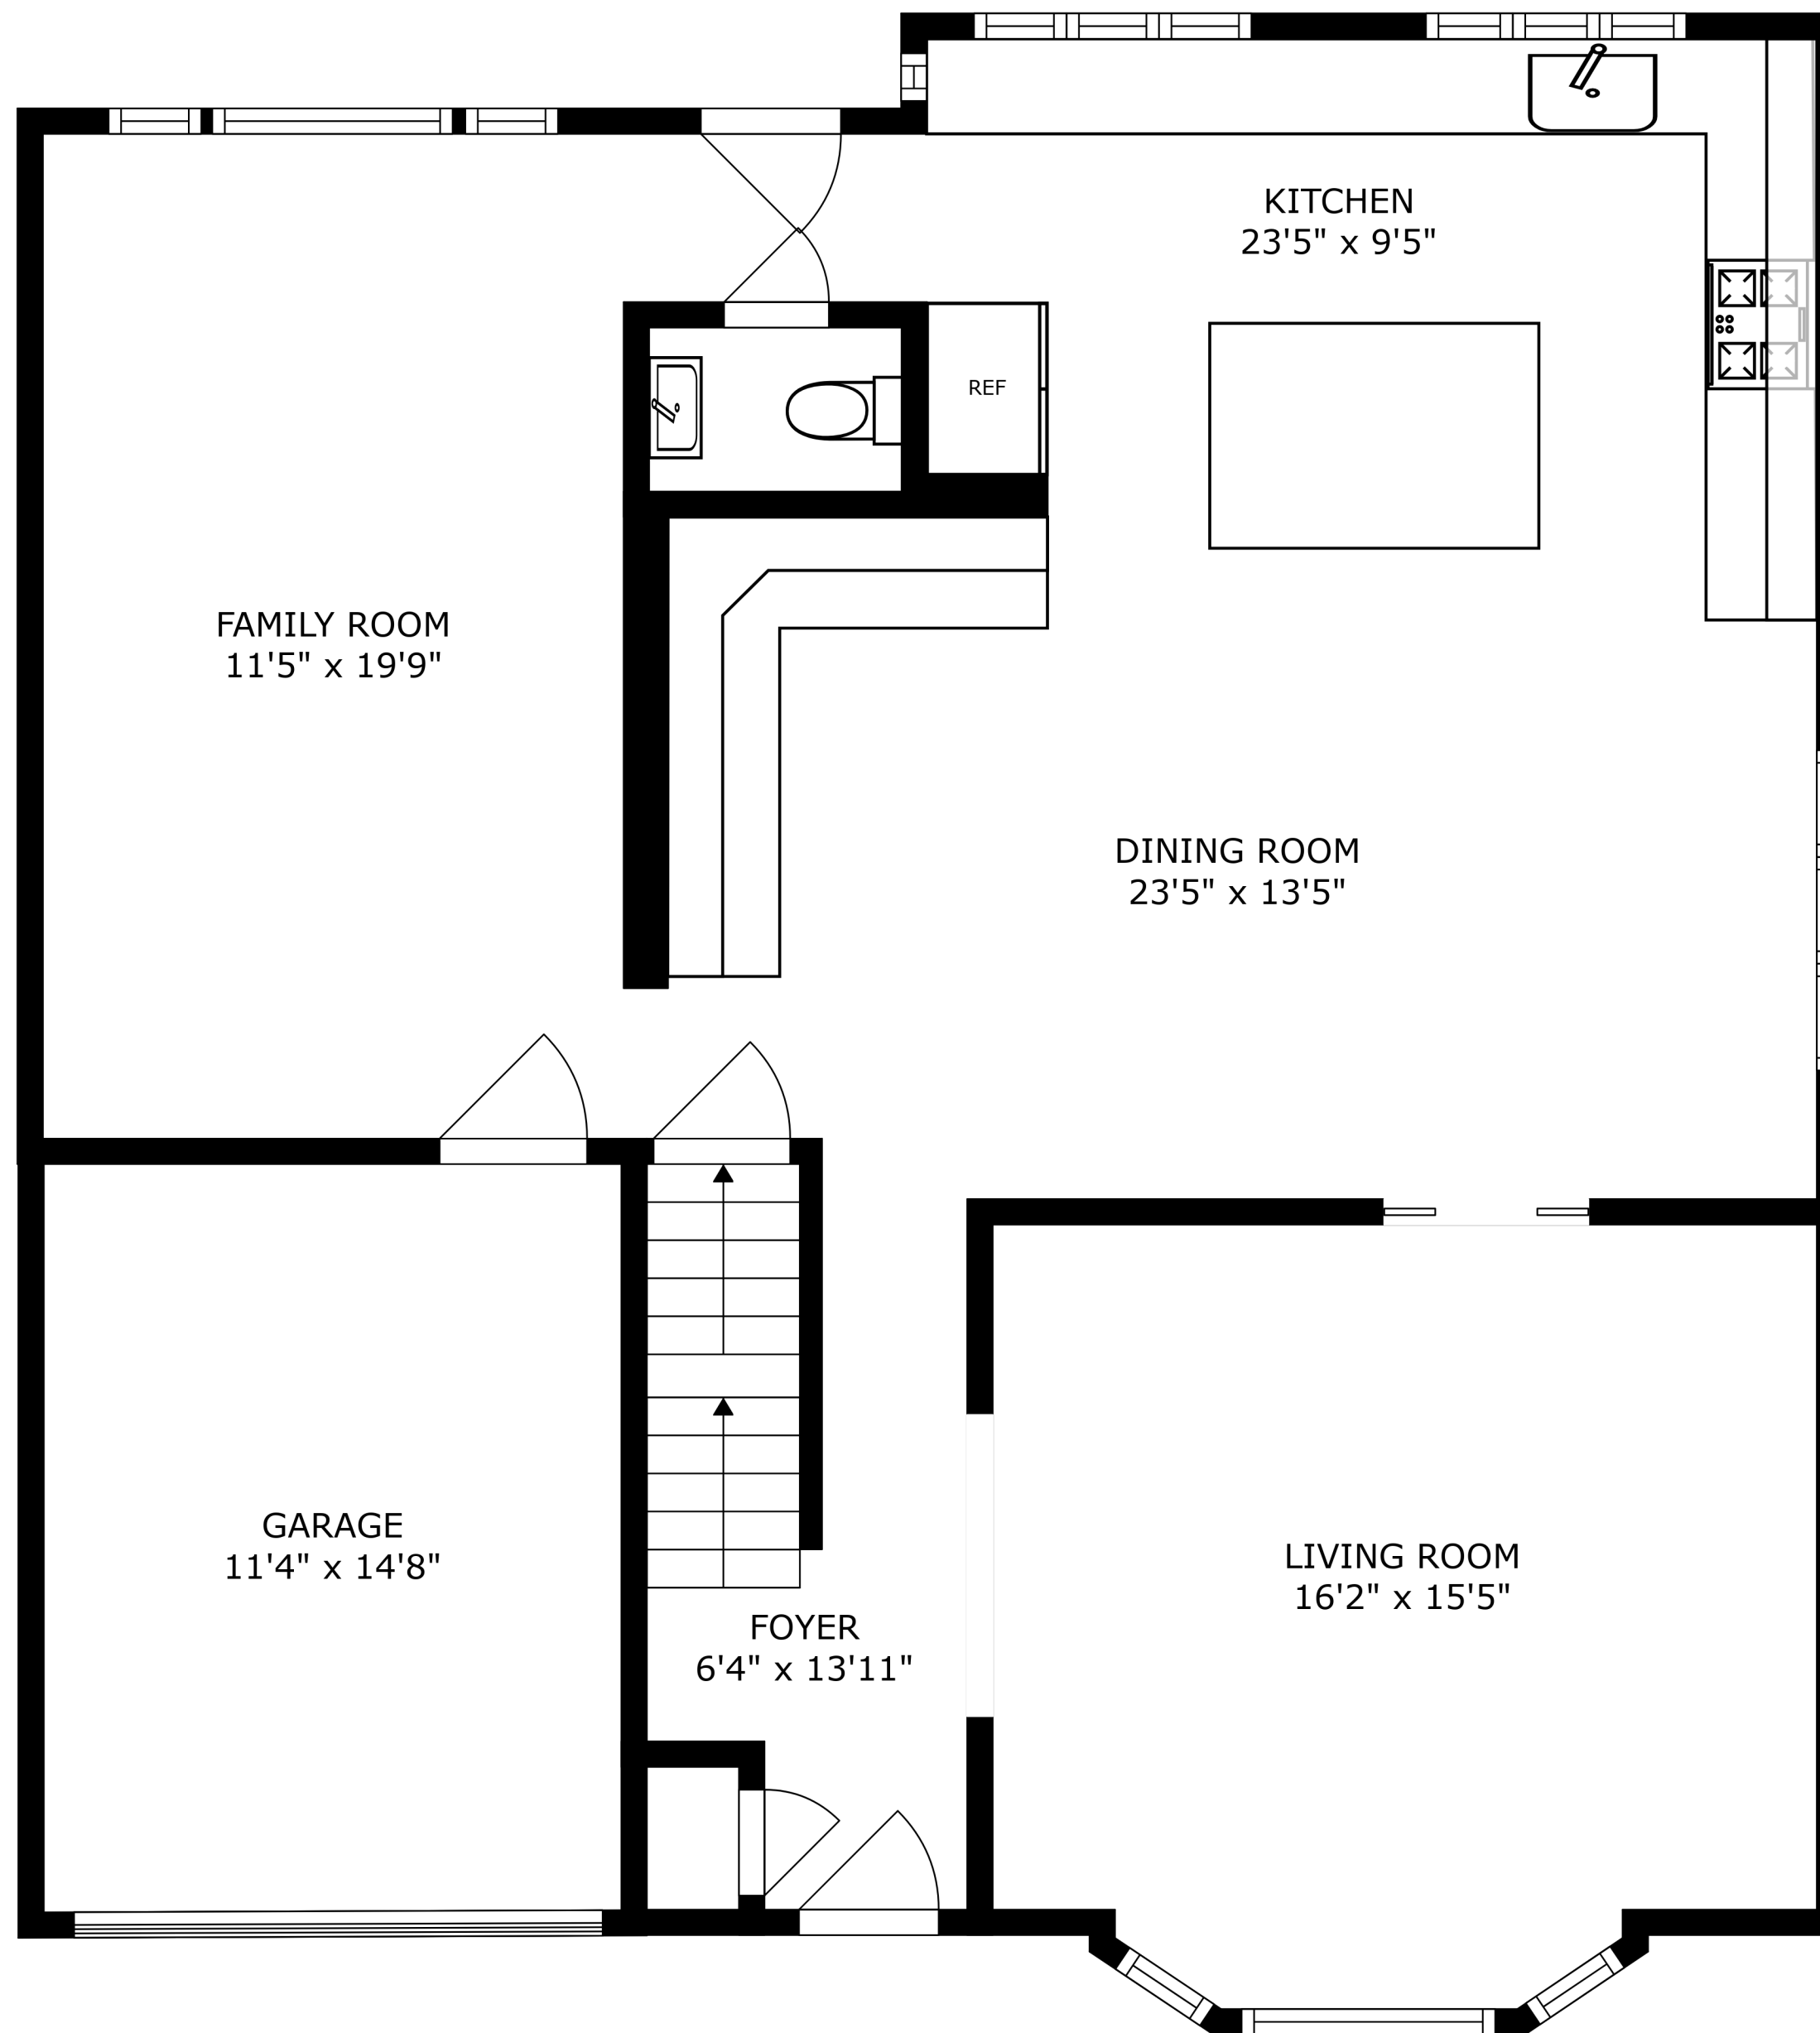 KITCHEN
23'5" x 9'5"
REF
FAMILY ROOM
11'5" x 19'9"
DINING ROOM
23'5" x 13'5"
GARAGE
11'4" x 14'8"
LIVING ROOM
16'2" x 15'5"
FOYER
6'4" x 13'11"